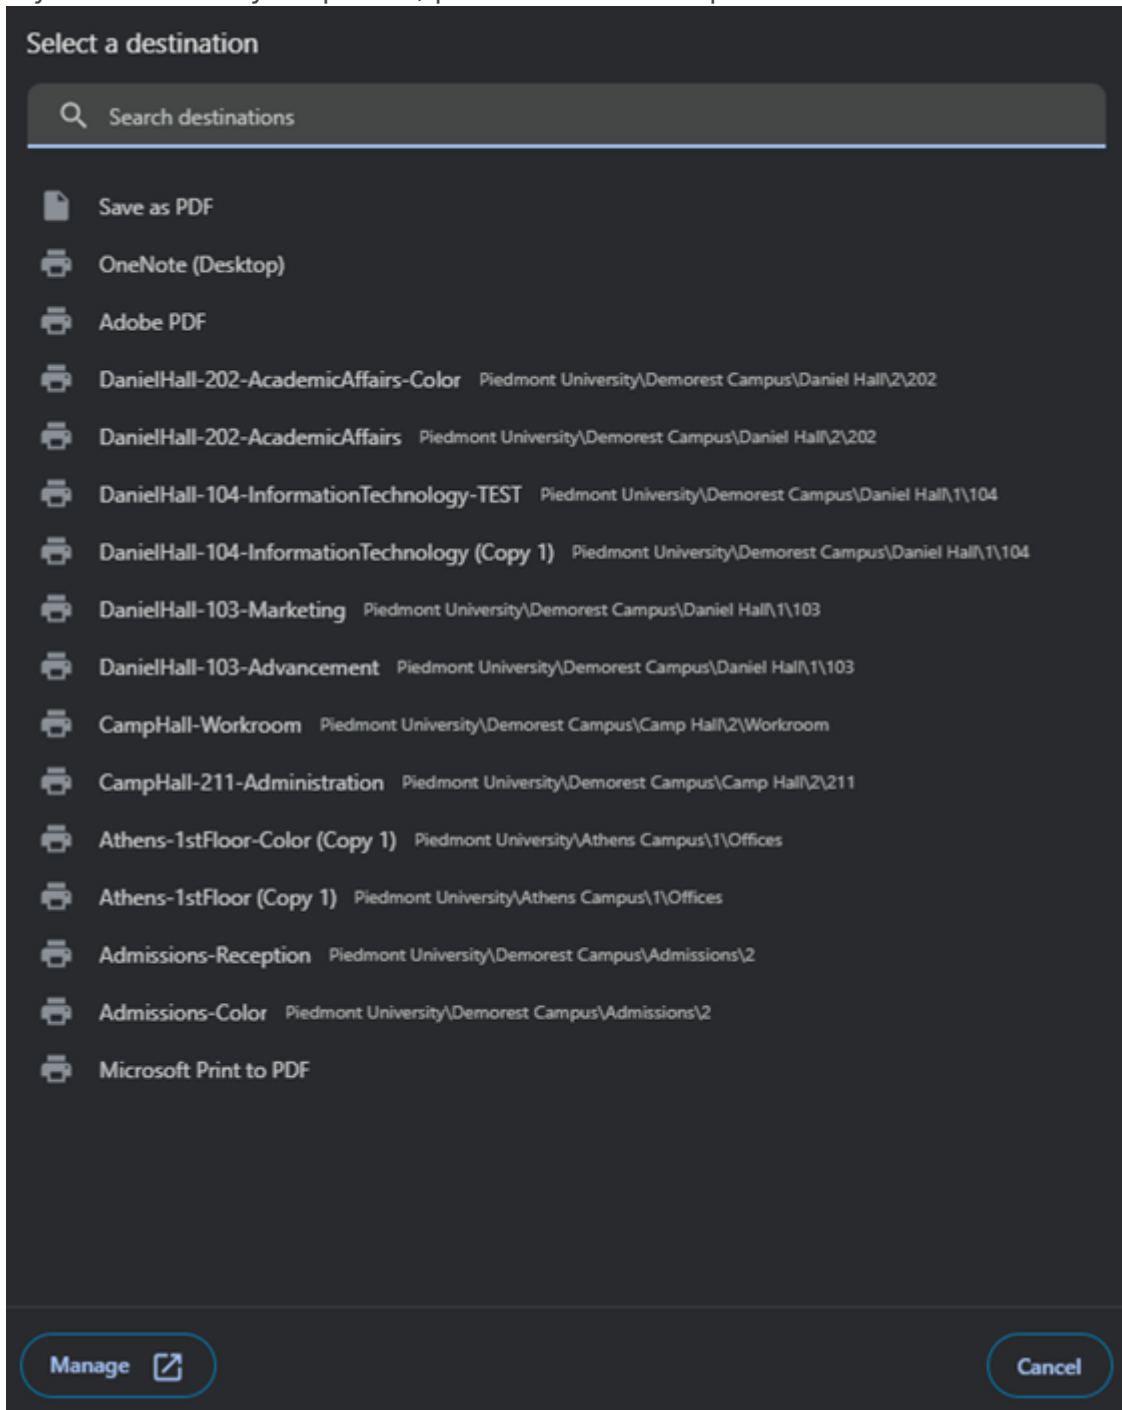 Select a destination
Search destinations
Save as PDF
OneNote (Desktop)
Adobe PDF
DanielHall-202-AcademicAffairs-Color Piedmont University\Demorest Campus\Daniel Hall\2\202
DanielHall-202-AcademicAffairs Piedmont University\Demorest Campus\Daniel Hall\2\202
DanielHall-104-InformationTechnology-TEST Piedmont University\Demorest Campus\Daniel Hall\1\104
DanielHall-104-InformationTechnology (Copy 1) Piedmont University\Demorest Campus\Daniel Hall\1\104
DanielHall-103-Marketing Piedmont University\Demorest Campus\Daniel Hall\1\103
DanielHall-103-Advancement Piedmont University\Demorest Campus\Daniel Hall\1\103
CampHall-Workroom Piedmont University\Demorest Campus\Camp Hall\2\Workroom
CampHall-211-Administration Piedmont University\Demorest Campus\Camp Hall\2\211
Athens-1stFloor-Color (Copy 1) Piedmont University\Athens Campus\1\Offices
Athens-1stFloor (Copy 1) Piedmont University\Athens Campus\1\Offices
Admissions-Reception Piedmont University\Demorest Campus\Admissions\2
Admissions-Color Piedmont University\Demorest Campus\Admissions\2
Microsoft Print to PDF
Manage
Cancel